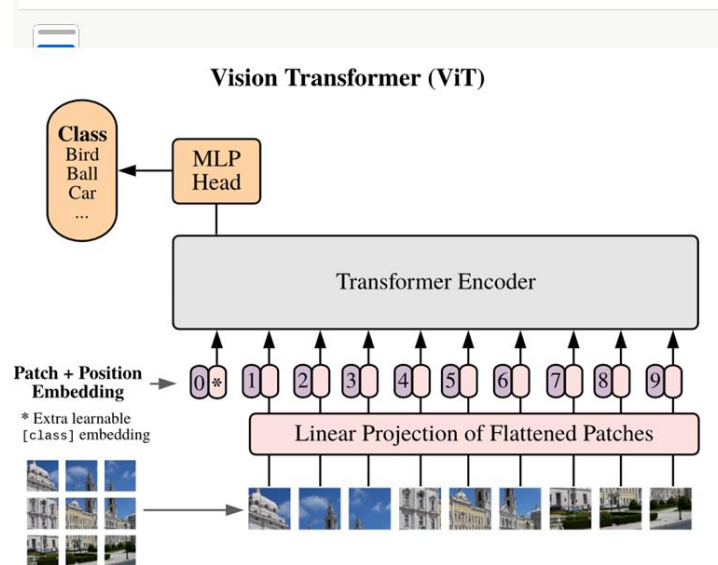 Vision Transformer (ViT)
Class
Bird
Ball
Car
...
MLP
Head
Transformer Encoder
Patch + Position
Embedding
0 * 1 2 3 4 5 6 7 8 9
* Extra learnable
[class] embedding
Linear Projection of Flattened Patches